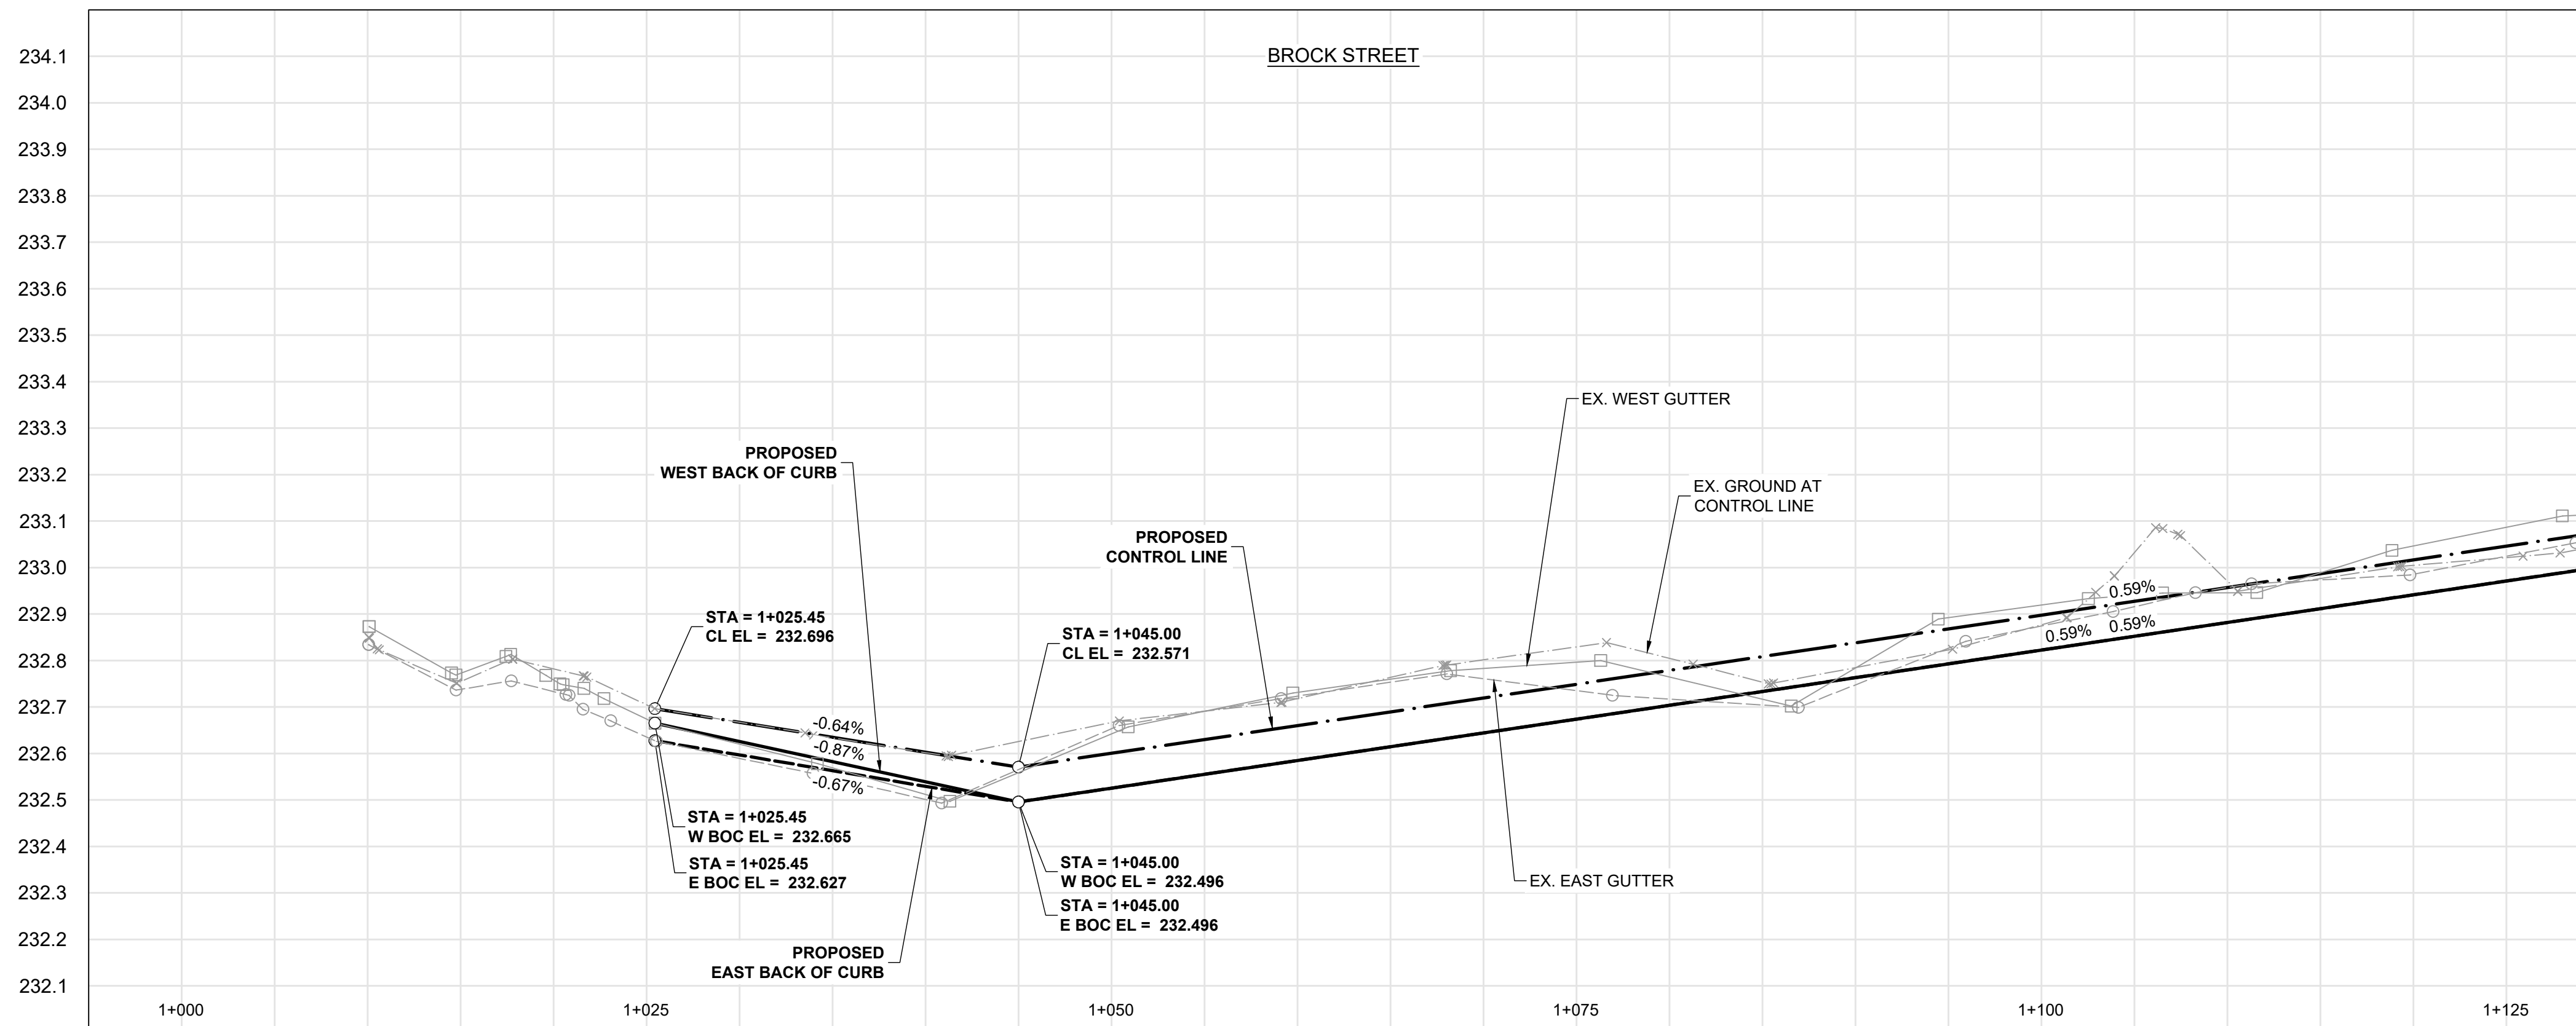 BROCK STREET
234.1
234.0
233.9
233.8
233.7
233.6
233.5
233.4
233.3
233.2
233.1
233.0
232.9
232.8
232.7
232.6
232.5
232.4
232.3
232.2
232.1
EX. WEST GUTTER
PROPOSED
WEST BACK OF CURB
EX. GROUND AT
CONTROL LINE
PROPOSED
CONTROL LINE
STA = 1+025.45
CL EL = 232.696
STA = 1+045.00
CL EL = 232.571
0.59%
0.59%
0.59%
-0.64%
-0.87%
-0.67%
STA = 1+025.45
W BOC EL = 232.665
STA = 1+025.45
E BOC EL = 232.627
STA = 1+045.00
W BOC EL = 232.496
STA = 1+045.00
E BOC EL = 232.496
EX. EAST GUTTER
PROPOSED
EAST BACK OF CURB
1+000
1+025
1+050
1+075
1+100
1+125